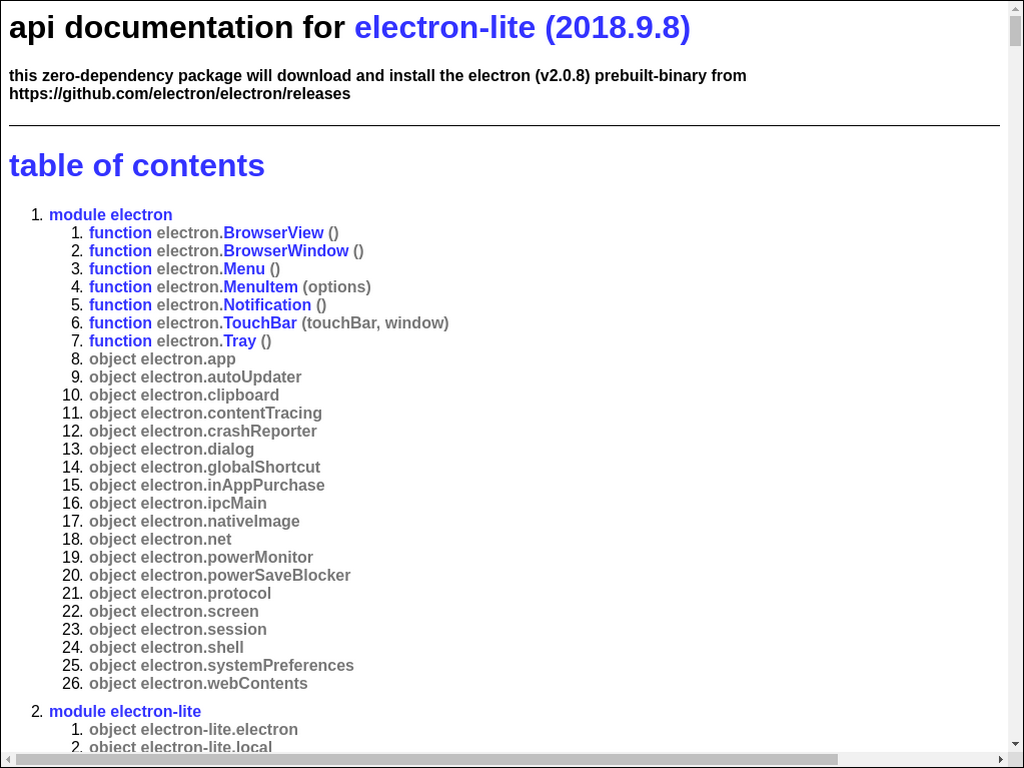 api documentation for electron-lite (2018.9.8)
this zero-dependency package will download and install the electron (v2.0.8) prebuilt-binary from
https://github.com/electron/electron/releases
table of contents
1. module electron
1. function electron.BrowserView ()
2. function electron.BrowserWindow ()
3. function electron.Menu ()
4. function electron.MenuItem (options)
5. function electron.Notification ()
6. function electron.TouchBar (touchBar, window)
7. function electron.Tray ()
8. object electron.app
9. object electron.autoUpdater
10. object electron.clipboard
11. object electron.contentTracing
12. object electron.crashReporter
13. object electron.dialog
14. object electron.globalShortcut
15. object electron.inAppPurchase
16. object electron.ipcMain
17. object electron.nativeImage
18. object electron.net
19. object electron.powerMonitor
20. object electron.powerSaveBlocker
21. object electron.protocol
22. object electron.screen
23. object electron.session
24. object electron.shell
25. object electron.systemPreferences
26. object electron.webContents
2. module electron-lite
1. object electron-lite.electron
2. object electron-lite.local